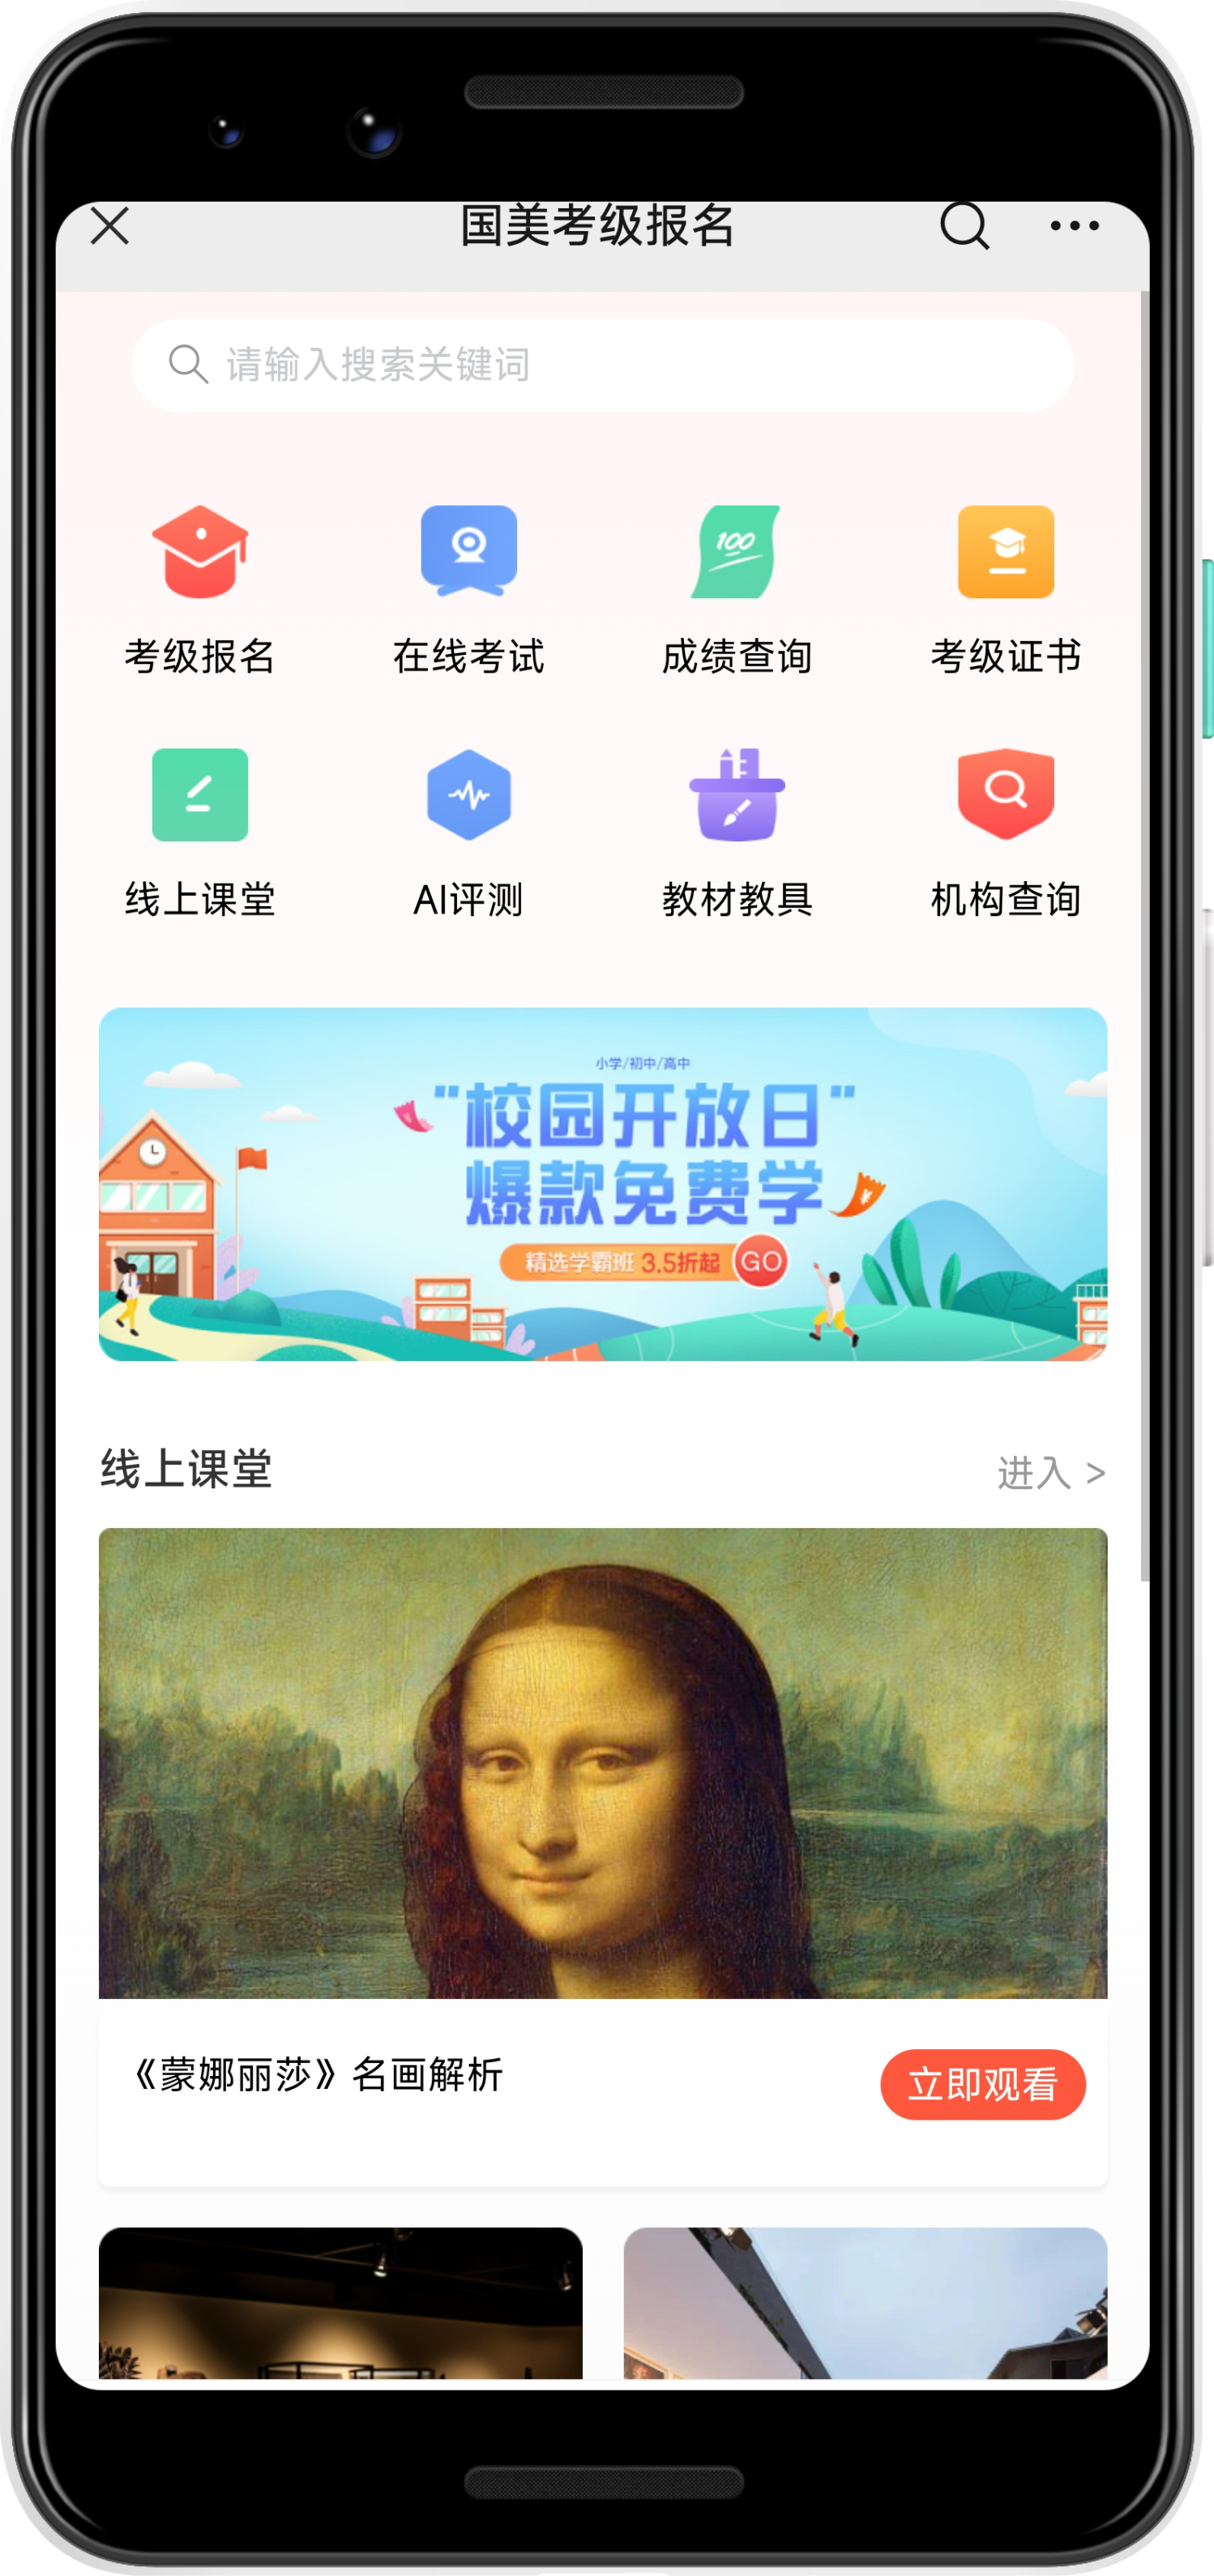 国美考级报名
请输入搜索关键词
考级报名 在线考试 成绩查询 考级证书
100
线上课堂 AI评测 教材教具 机构查询
小学/初中/高中
"校园开放日"
爆款免费学
¥
精选学霸班 3.5折起 GO
线上课堂 进入 >
《蒙娜丽莎》名画解析 立即观看